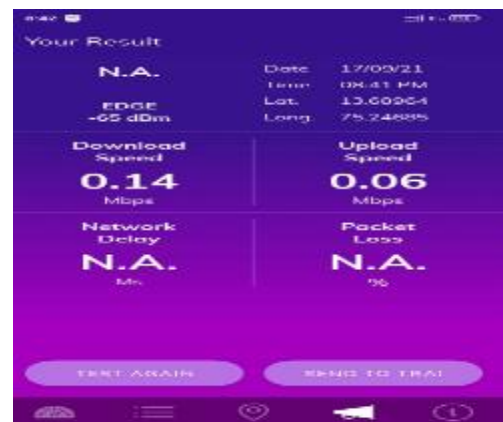 8:42
Your Result
N.A.
EDGE
-65 dBm
Date 17/09/21
Time 08:41 PM
Lat. 13.60964
Long 75.24685
Download
Speed
0.14
Mbps
Upload
Speed
0.06
Mbps
Network
Delay
N.A.
Ms
Packet
Loss
N.A.
%
TEST AGAIN
SEND TO TRAI